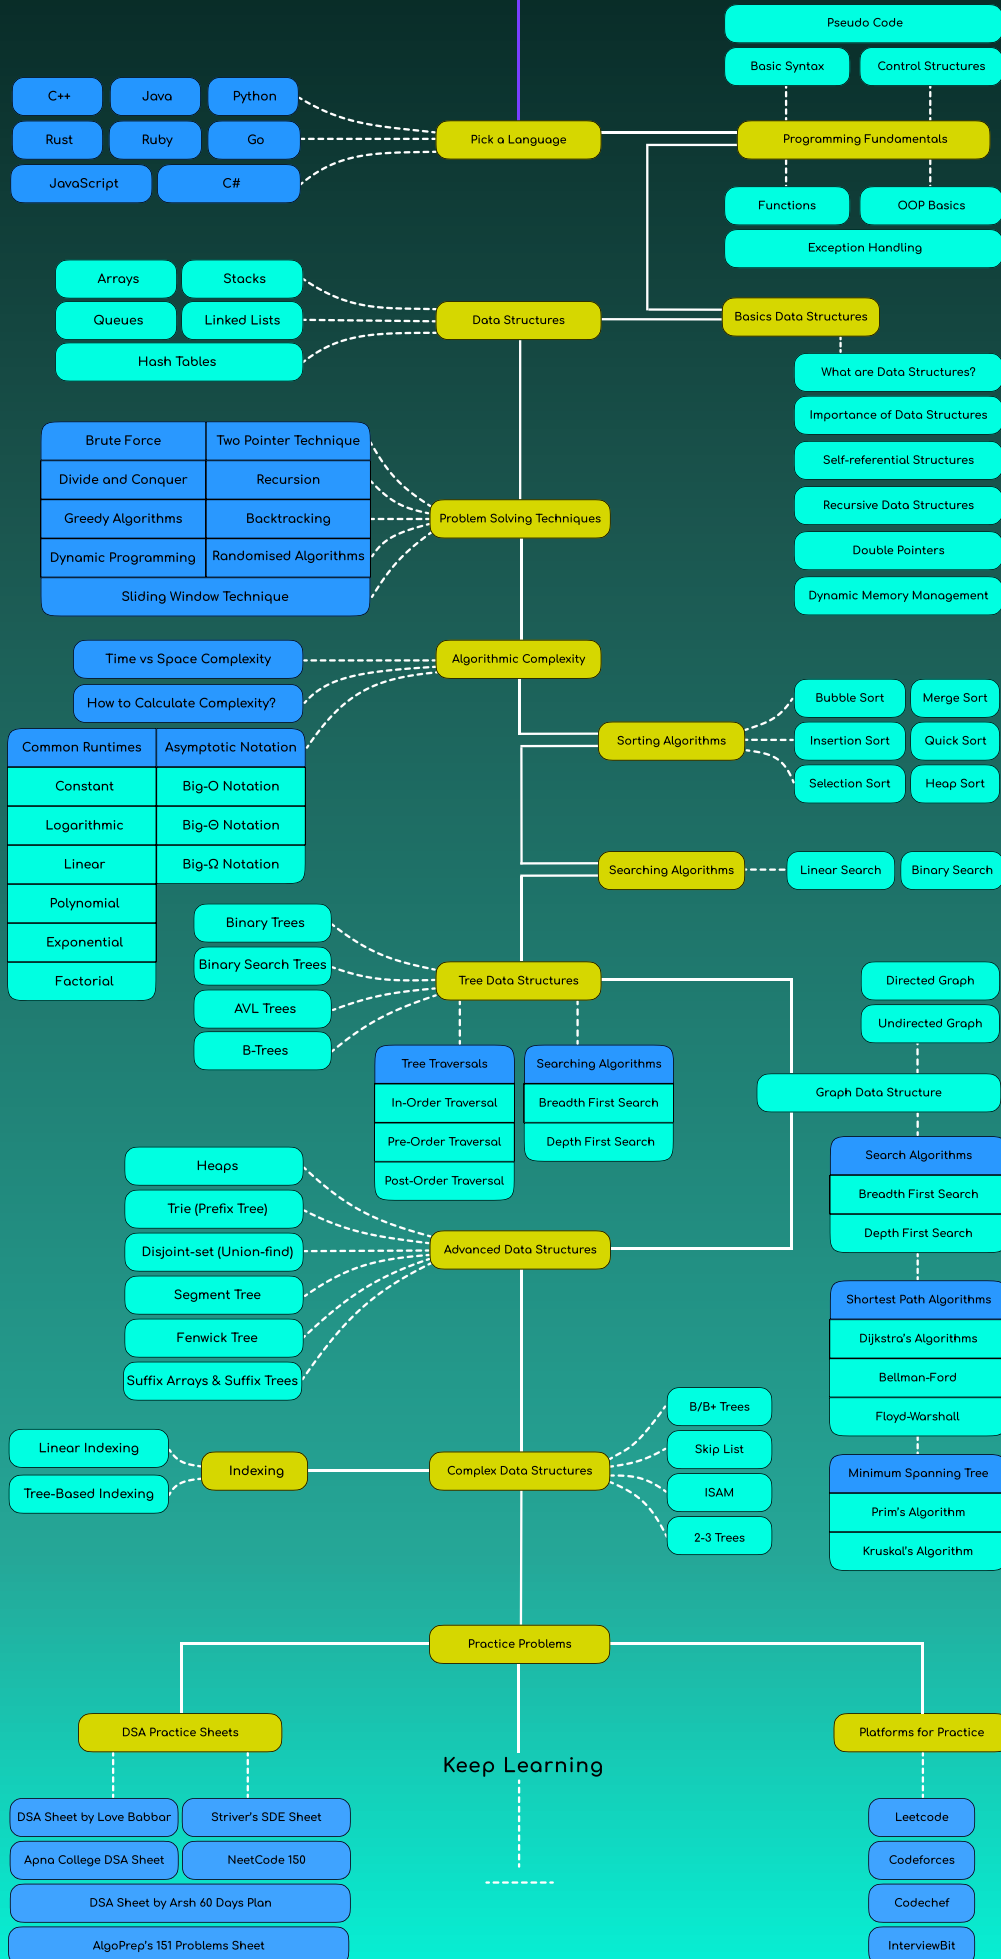 Pseudo Code
Basic Syntax
Control Structures
C++
Java
Python
Pick a Language
Programming Fundamentals
Rust
Ruby
Go
JavaScript
C#
Functions
OOP Basics
Exception Handling
Arrays
Stacks
Queues
Linked Lists
Hash Tables
Data Structures
Basics Data Structures
What are Data Structures?
Importance of Data Structures
Self-referential Structures
Recursive Data Structures
Double Pointers
Dynamic Memory Management
Brute Force
Two Pointer Technique
Divide and Conquer
Recursion
Greedy Algorithms
Backtracking
Dynamic Programming
Randomised Algorithms
Sliding Window Technique
Problem Solving Techniques
Time vs Space Complexity
How to Calculate Complexity?
Algorithmic Complexity
Common Runtimes
Asymptotic Notation
Constant
Big-O Notation
Logarithmic
Big-Θ Notation
Linear
Big-Ω Notation
Polynomial
Exponential
Factorial
Sorting Algorithms
Bubble Sort
Merge Sort
Insertion Sort
Quick Sort
Selection Sort
Heap Sort
Searching Algorithms
Linear Search
Binary Search
Binary Trees
Binary Search Trees
AVL Trees
B-Trees
Tree Data Structures
Tree Traversals
In-Order Traversal
Pre-Order Traversal
Post-Order Traversal
Searching Algorithms
Breadth First Search
Depth First Search
Directed Graph
Undirected Graph
Graph Data Structure
Search Algorithms
Breadth First Search
Depth First Search
Shortest Path Algorithms
Dijkstra's Algorithms
Bellman-Ford
Floyd-Warshall
Minimum Spanning Tree
Prim's Algorithm
Kruskal's Algorithm
Heaps
Trie (Prefix Tree)
Disjoint-set (Union-find)
Segment Tree
Fenwick Tree
Suffix Arrays & Suffix Trees
Advanced Data Structures
Linear Indexing
Tree-Based Indexing
Indexing
Complex Data Structures
B/B+ Trees
Skip List
ISAM
2-3 Trees
Practice Problems
DSA Practice Sheets
Platforms for Practice
Keep Learning
DSA Sheet by Love Babbar
Striver's SDE Sheet
Apna College DSA Sheet
NeetCode 150
DSA Sheet by Arsh 60 Days Plan
AlgoPrep's 151 Problems Sheet
Leetcode
Codeforces
Codechef
InterviewBit